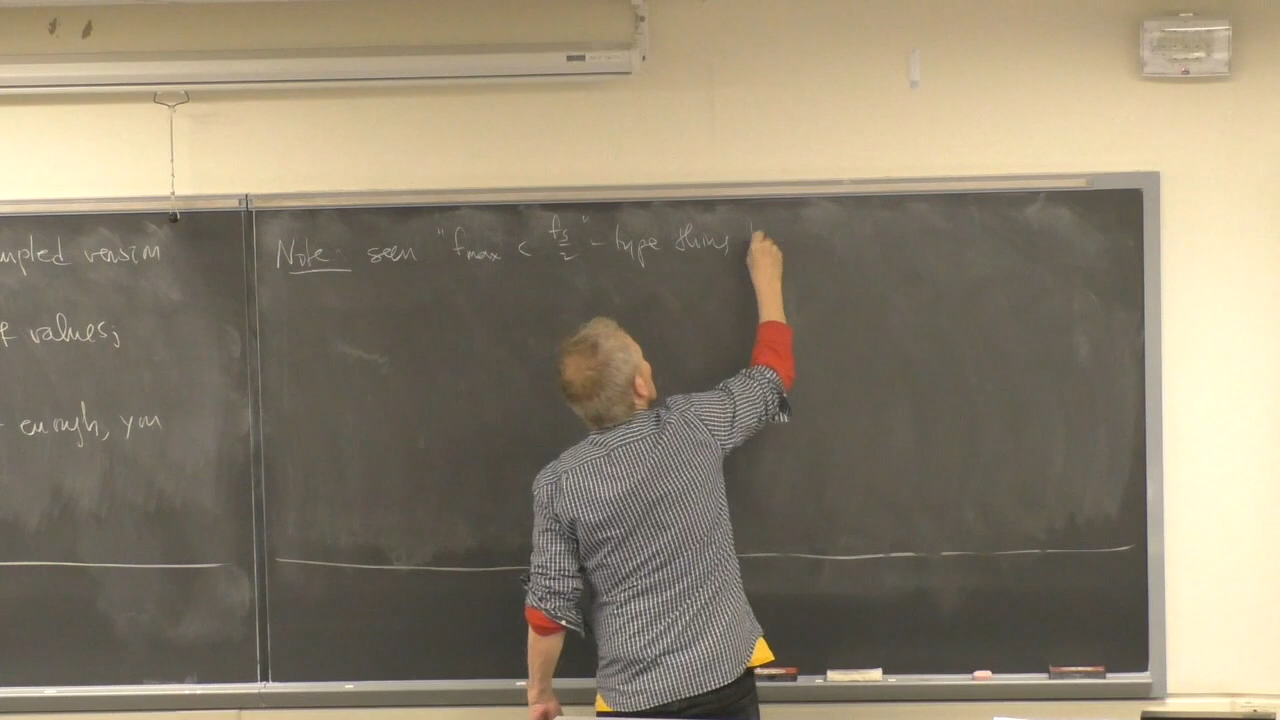 mpled version
values;
enough, you
Note: seen "fmax < fs/2" - type thing